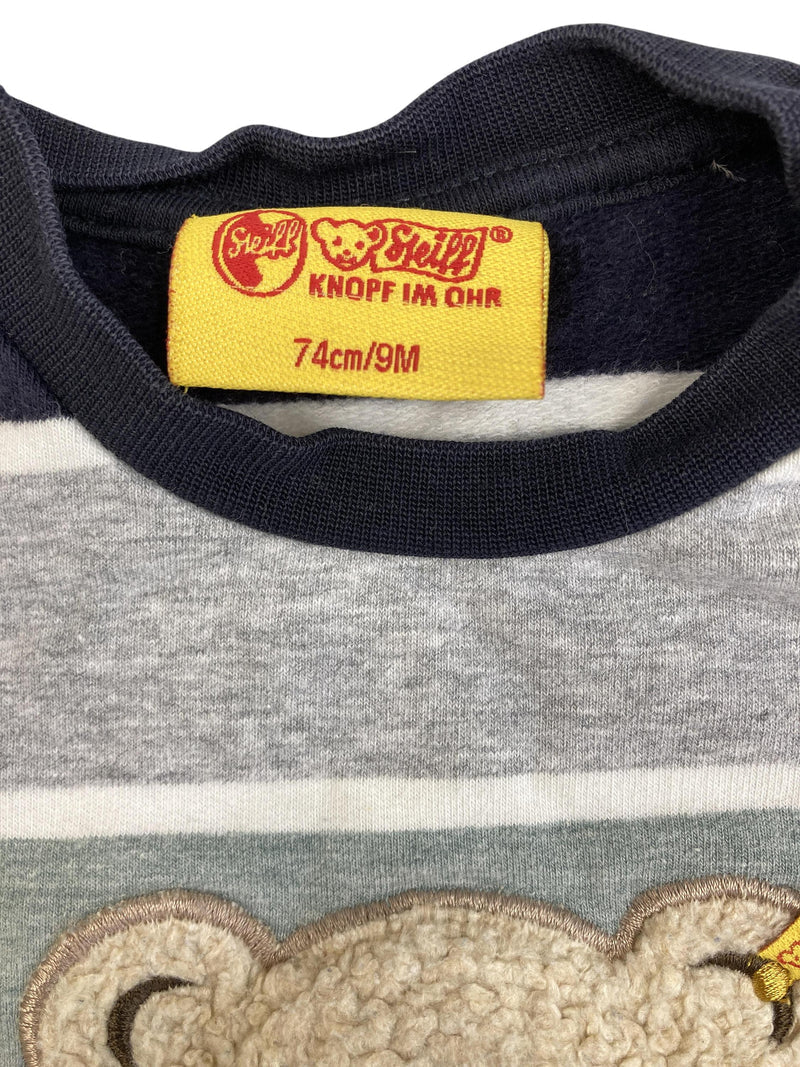 Steiff Steiff®
KNOPF IM OHR
74cm/9M